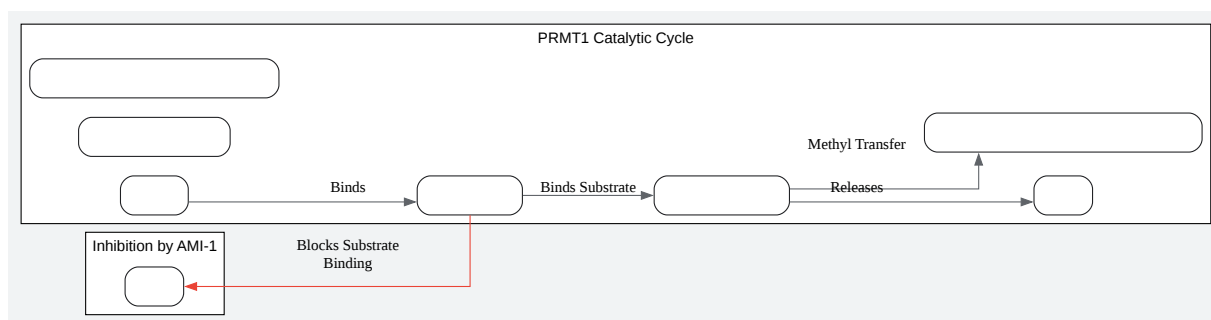 PRMT1 Catalytic Cycle
Methyl Transfer
Binds
Binds Substrate
Releases
Inhibition by AMI-1
Blocks Substrate
Binding